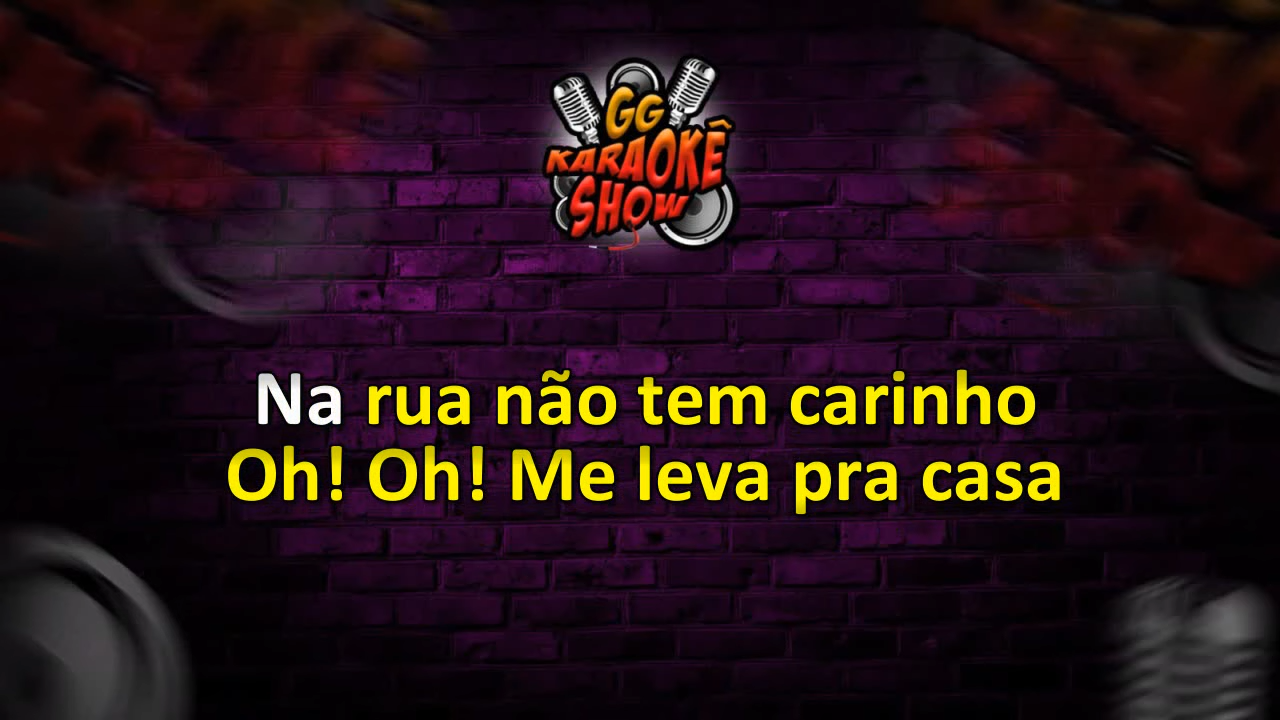 GG
KARAOKÊ
SHOW
Na rua não tem carinho
Oh! Oh! Me leva pra casa